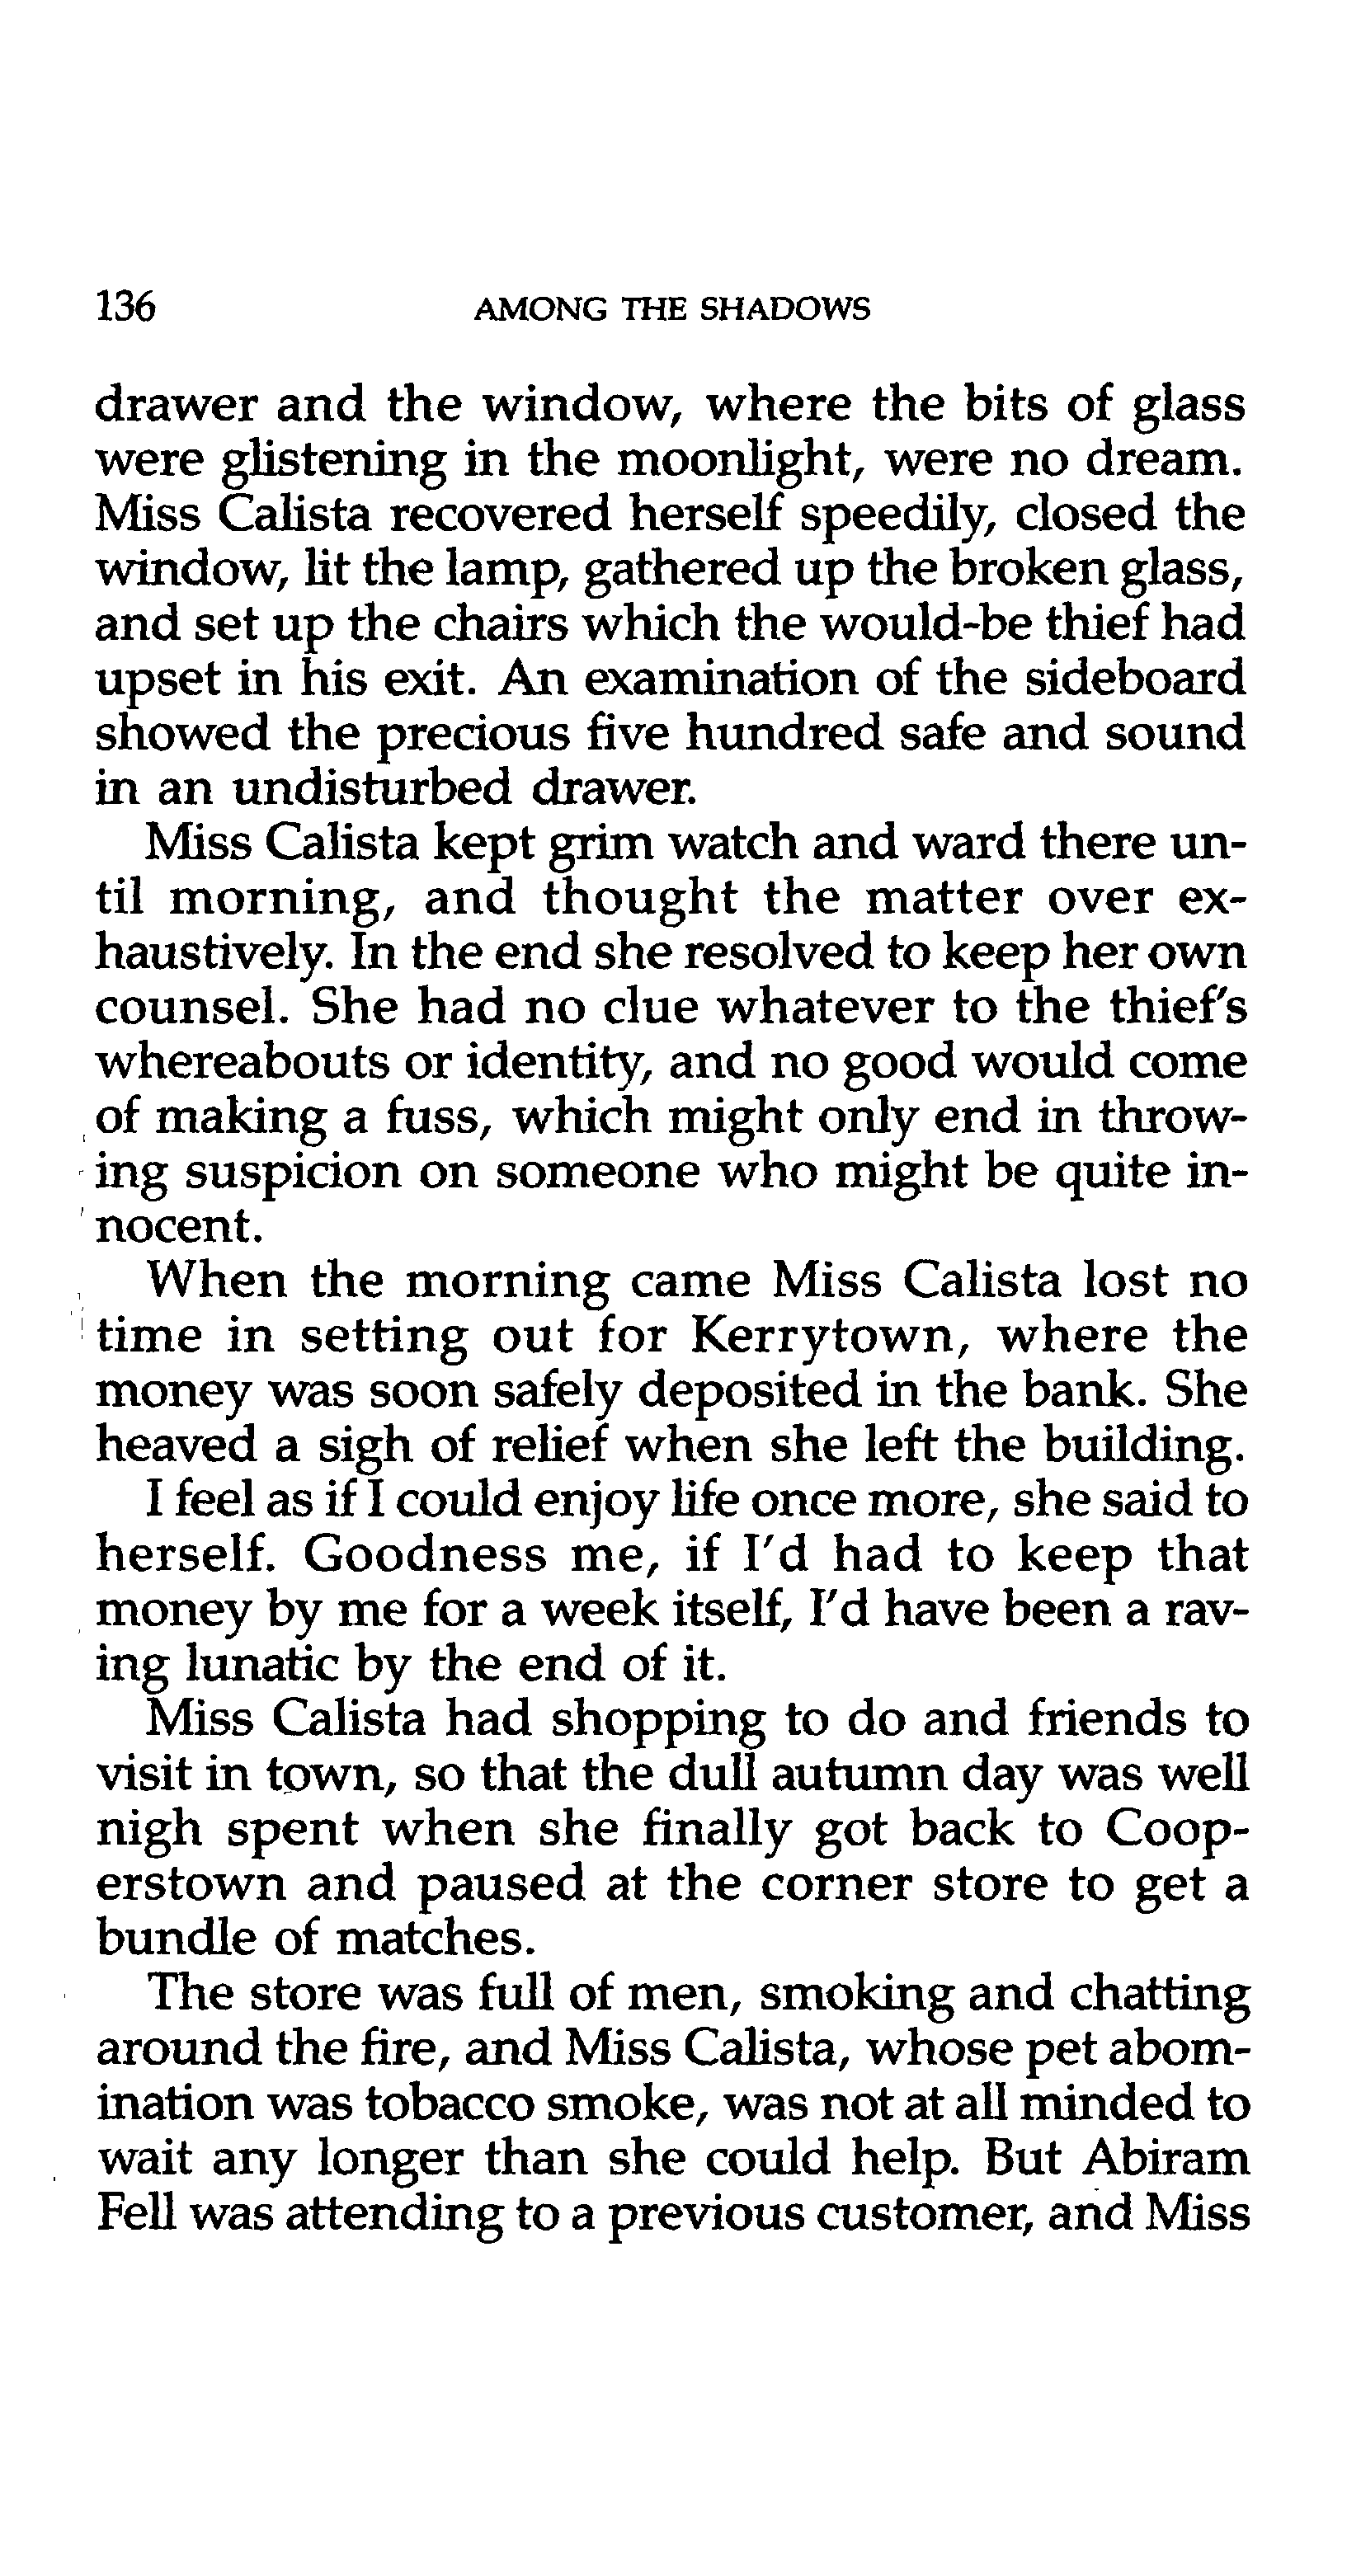 136 AMONG THE SHADOWS
drawer and the window, where the bits of glass
were glistening in the moonlight, were no dream.
Miss Calista recovered herself speedily, closed the
window, lit the lamp, gathered up the broken glass,
and set up the chairs which the would-be thief had
upset in his exit. An examination of the sideboard
showed the precious five hundred safe and sound
in an undisturbed drawer.
Miss Calista kept grim watch and ward there un-
til morning, and thought the matter over ex-
haustively. In the end she resolved to keep her own
counsel. She had no clue whatever to the thief's
whereabouts or identity, and no good would come
of making a fuss, which might only end in throw-
ing suspicion on someone who might be quite in-
nocent.
When the morning came Miss Calista lost no
time in setting out for Kerrytown, where the
money was soon safely deposited in the bank. She
heaved a sigh of relief when she left the building.
I feel as if I could enjoy life once more, she said to
herself. Goodness me, if I'd had to keep that
money by me for a week itself, I'd have been a rav-
ing lunatic by the end of it.
Miss Calista had shopping to do and friends to
visit in town, so that the dull autumn day was well
nigh spent when she finally got back to Coop-
erstown and paused at the corner store to get a
bundle of matches.
The store was full of men, smoking and chatting
around the fire, and Miss Calista, whose pet abom-
ination was tobacco smoke, was not at all minded to
wait any longer than she could help. But Abiram
Fell was attending to a previous customer, and Miss